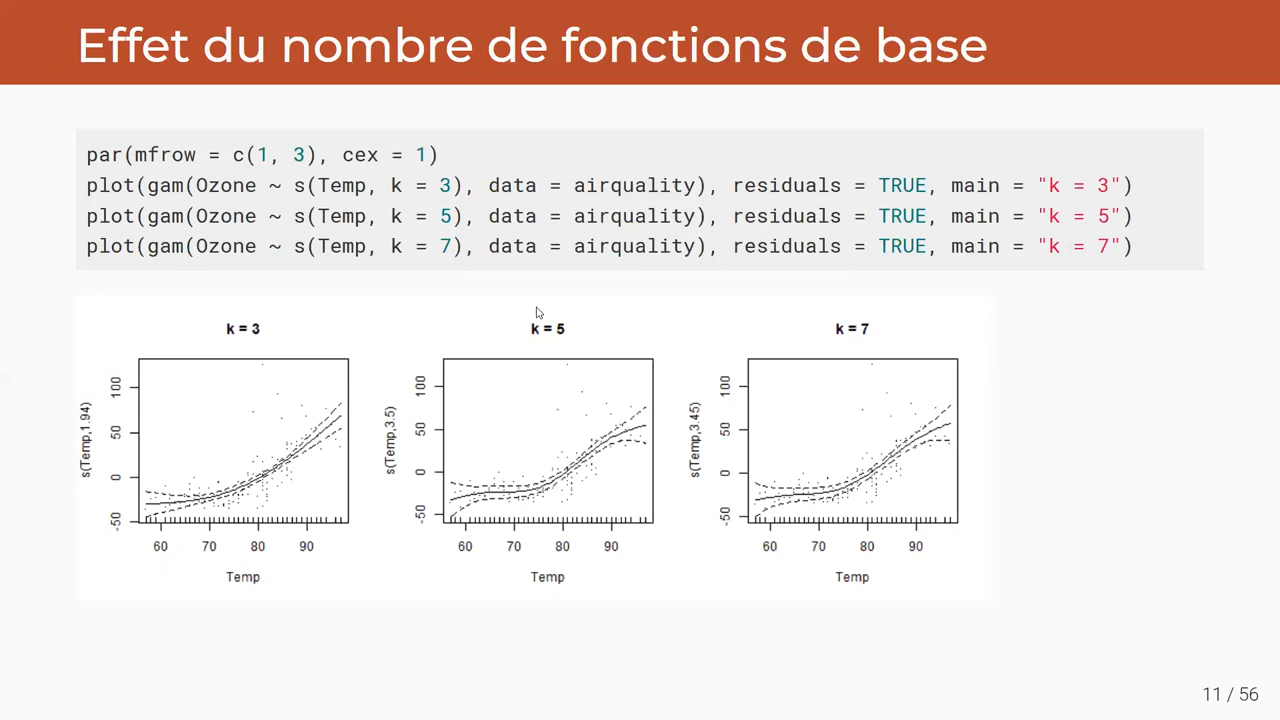 Effet du nombre de fonctions de base
par(mfrow = c(1, 3), cex = 1)
plot(gam(Ozone ~ s(Temp, k = 3), data = airquality), residuals = TRUE, main = "k = 3")
plot(gam(Ozone ~ s(Temp, k = 5), data = airquality), residuals = TRUE, main = "k = 5")
plot(gam(Ozone ~ s(Temp, k = 7), data = airquality), residuals = TRUE, main = "k = 7")
k = 3
s(Temp,1.94)
100
50
0
-50
60 70 80 90
Temp
k = 5
s(Temp,3.5)
100
50
0
-50
60 70 80 90
Temp
k = 7
s(Temp,3.45)
100
50
0
-50
60 70 80 90
Temp
11 / 56